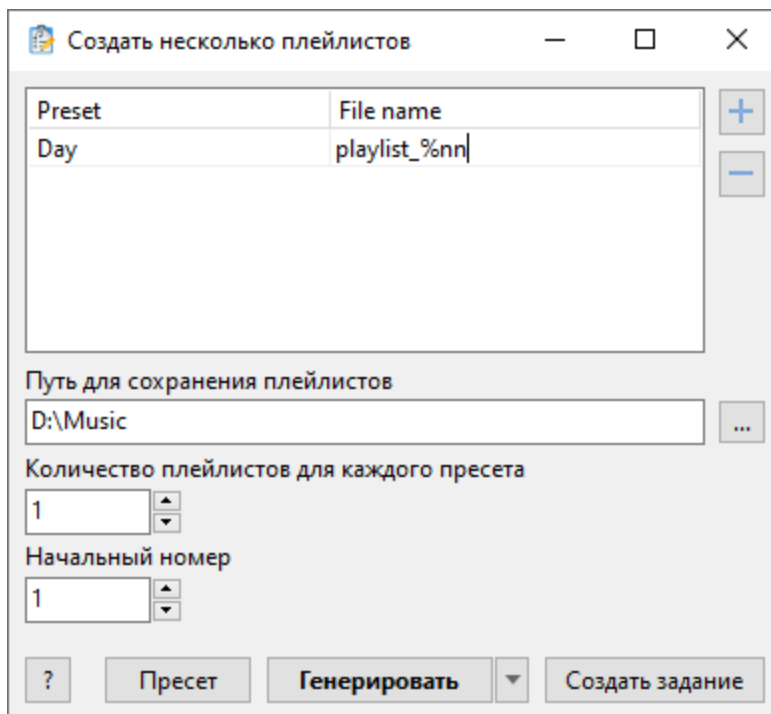 Создать несколько плейлистов
Preset File name
Day playlist_%nn
Путь для сохранения плейлистов
D:\Music ...
Количество плейлистов для каждого пресета
1
Начальный номер
1
? Пресет Генерировать Создать задание